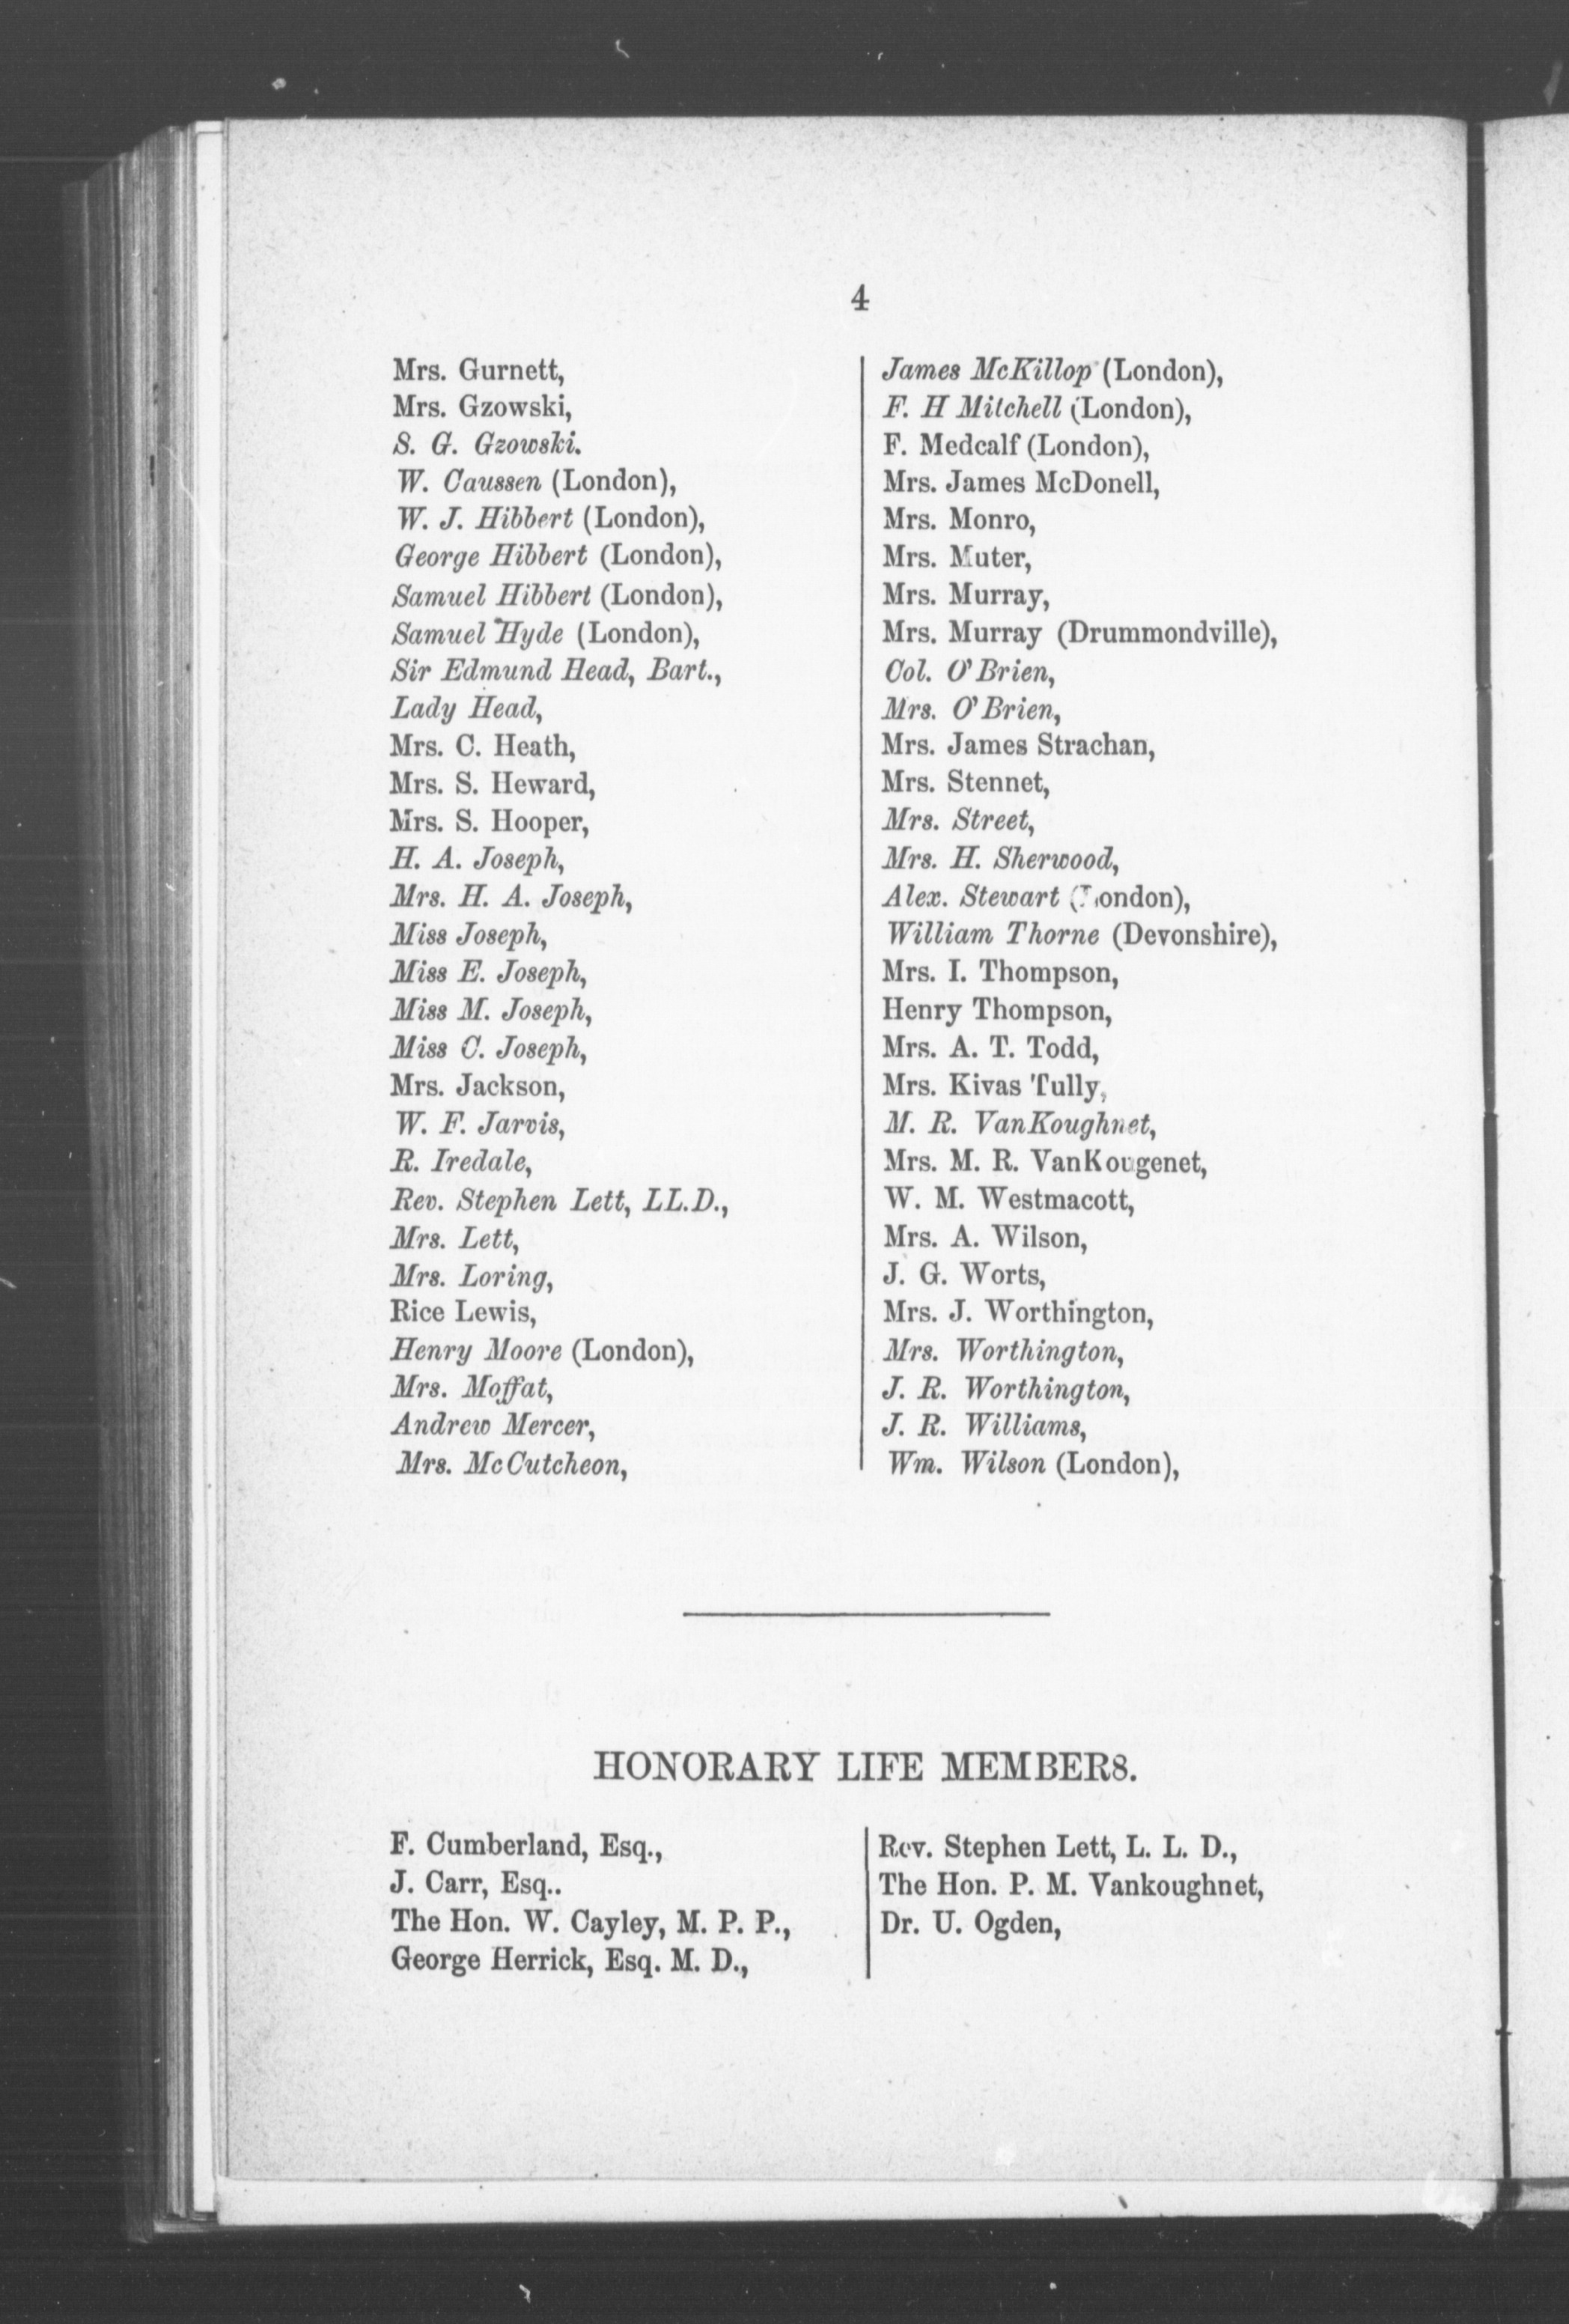 4
Mrs. Gurnett,
Mrs. Gzowski,
S. G. Gzowski.
W. Caussen (London),
W. J. Hibbert (London),
George Hibbert (London),
Samuel Hibbert (London),
Samuel Hyde (London),
Sir Edmund Head, Bart.,
Lady Head,
Mrs. C. Heath,
Mrs. S. Heward,
Mrs. S. Hooper,
H. A. Joseph,
Mrs. H. A. Joseph,
Miss Joseph,
Miss E. Joseph,
Miss M. Joseph,
Miss C. Joseph,
Mrs. Jackson,
W. F. Jarvis,
R. Iredale,
Rev. Stephen Lett, LL.D.,
Mrs. Lett,
Mrs. Loring,
Rice Lewis,
Henry Moore (London),
Mrs. Moffat,
Andrew Mercer,
Mrs. McCutcheon,
James McKillop (London),
F. H Mitchell (London),
F. Medcalf (London),
Mrs. James McDonell,
Mrs. Monro,
Mrs. Muter,
Mrs. Murray,
Mrs. Murray (Drummondville),
Col. O'Brien,
Mrs. O'Brien,
Mrs. James Strachan,
Mrs. Stennet,
Mrs. Street,
Mrs. H. Sherwood,
Alex. Stewart (London),
William Thorne (Devonshire),
Mrs. I. Thompson,
Henry Thompson,
Mrs. A. T. Todd,
Mrs. Kivas Tully,
M. R. VanKoughnet,
Mrs. M. R. VanKougenet,
W. M. Westmacott,
Mrs. A. Wilson,
J. G. Worts,
Mrs. J. Worthington,
Mrs. Worthington,
J. R. Worthington,
J. R. Williams,
Wm. Wilson (London),
HONORARY LIFE MEMBERS.
F. Cumberland, Esq.,
J. Carr, Esq..
The Hon. W. Cayley, M. P. P.,
George Herrick, Esq. M. D.,
Rev. Stephen Lett, L. L. D.,
The Hon. P. M. Vankoughnet,
Dr. U. Ogden,